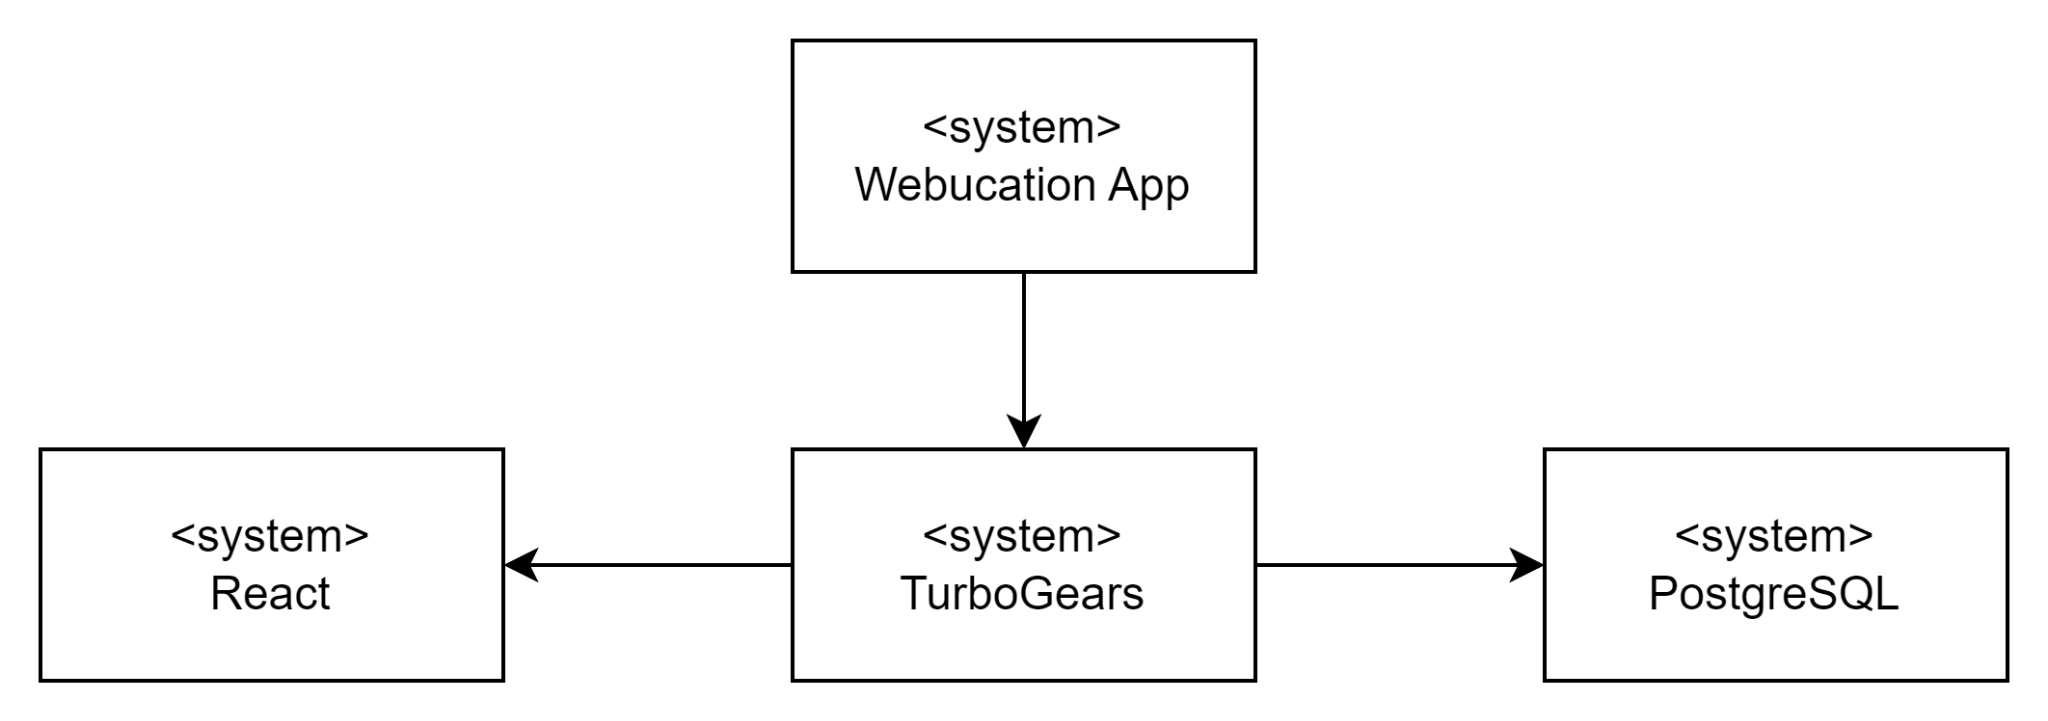 <system>
Webucation App
<system>
React
<system>
TurboGears
<system>
PostgreSQL